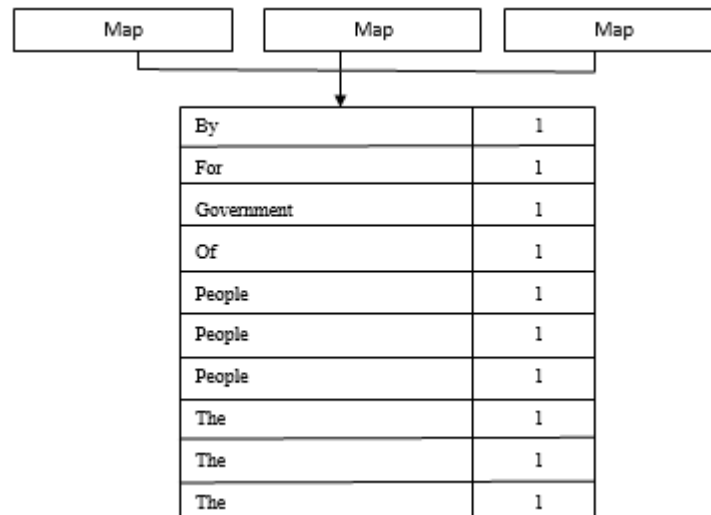 Map Map Map
By 1
For 1
Government 1
Of 1
People 1
People 1
People 1
The 1
The 1
The 1